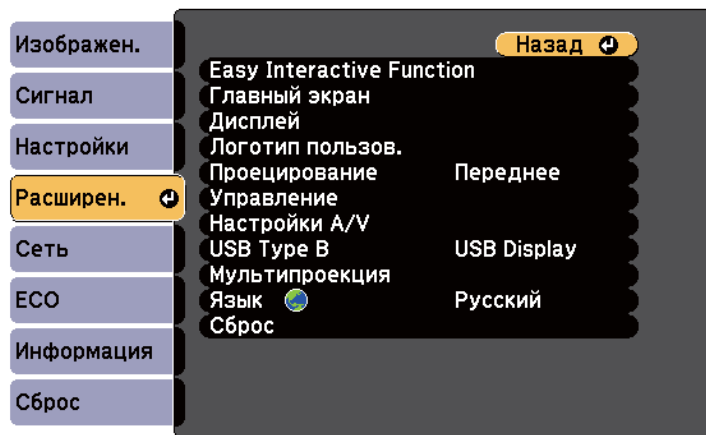 Изображен.
Сигнал
Настройки
Расширен.
Сеть
ECO
Информация
Сброс
Назад
Easy Interactive Function
Главный экран
Дисплей
Логотип пользов.
Проецирование Переднее
Управление
Настройки A/V
USB Type B USB Display
Мультипроекция
Язык Русский
Сброс